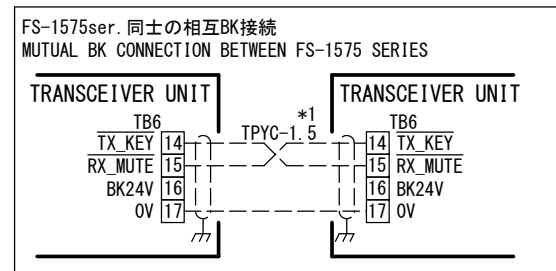 FS-1575ser.同士の相互BK接続
MUTUAL BK CONNECTION BETWEEN FS-1575 SERIES
TRANSCEIVER UNIT
TRANSCEIVER UNIT
*1
TB6
TPYC-1.5
TB6
TX_KEY 14
14 TX_KEY
RX_MUTE 15
15 RX_MUTE
BK24V 16
16 BK24V
0V 17
17 0V